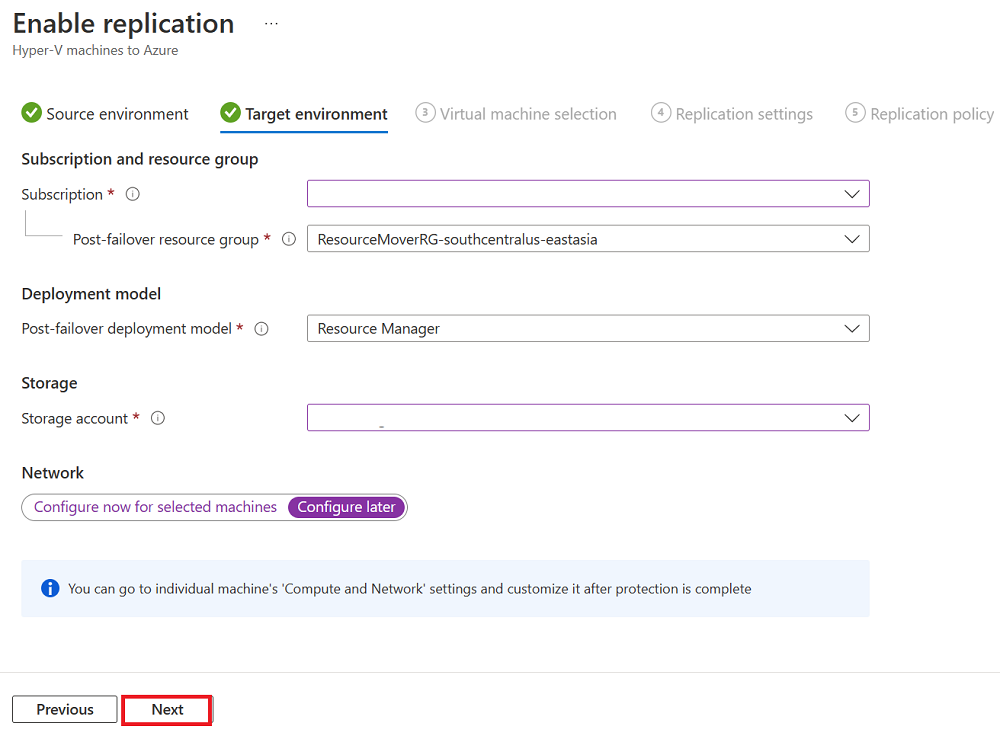 Enable replication ...
Hyper-V machines to Azure
Source environment Target environment 3 Virtual machine selection 4 Replication settings 5 Replication policy
Subscription and resource group
Subscription *
Post-failover resource group * ResourceMoverRG-southcentralus-eastasia
Deployment model
Post-failover deployment model * Resource Manager
Storage
Storage account *
Network
Configure now for selected machines Configure later
You can go to individual machine's 'Compute and Network' settings and customize it after protection is complete
Previous Next